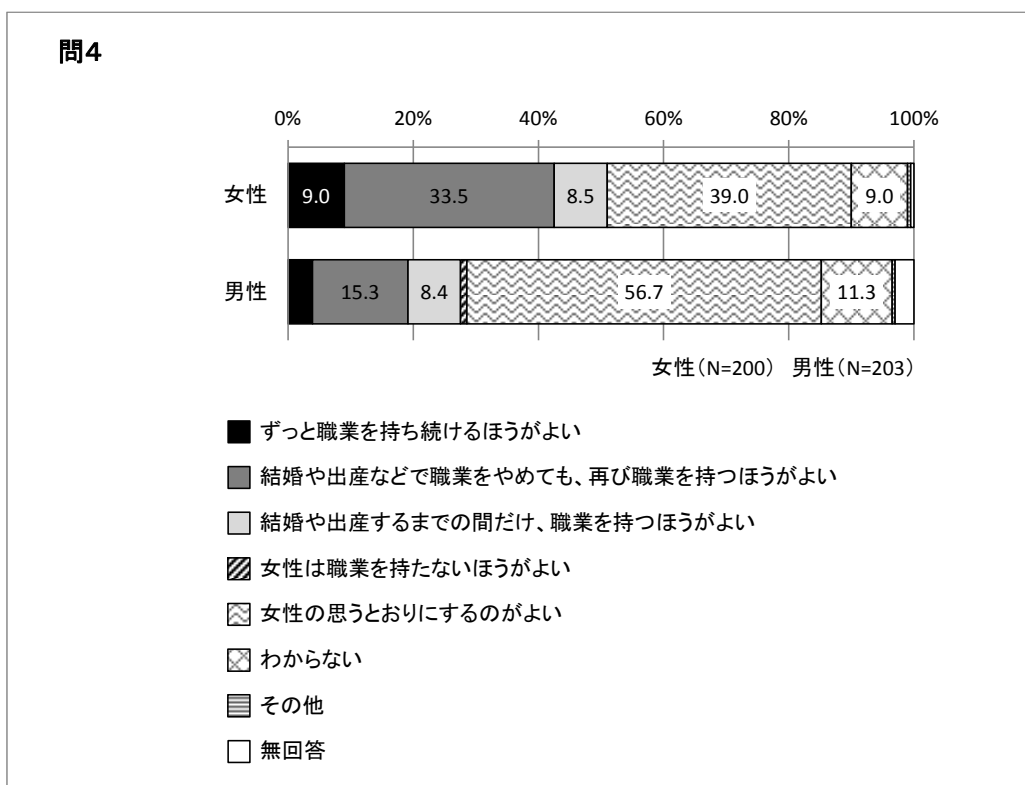 問4
0% 20% 40% 60% 80% 100%
女性 9.0 33.5 8.5 39.0 9.0
男性 15.3 8.4 56.7 11.3
女性(N=200) 男性(N=203)
ずっと職業を持ち続けるほうがよい
結婚や出産などで職業をやめても、再び職業を持つほうがよい
結婚や出産するまでの間だけ、職業を持つほうがよい
女性は職業を持たないほうがよい
女性の思うとおりにするのがよい
わからない
その他
無回答